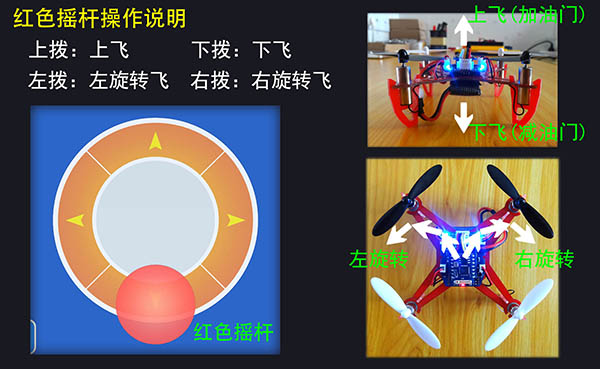 红色摇杆操作说明
上拨：上飞 下拨：下飞
左拨：左旋转飞 右拨：右旋转飞
红色摇杆
上飞(加油门)
下飞(减油门)
左旋转
右旋转